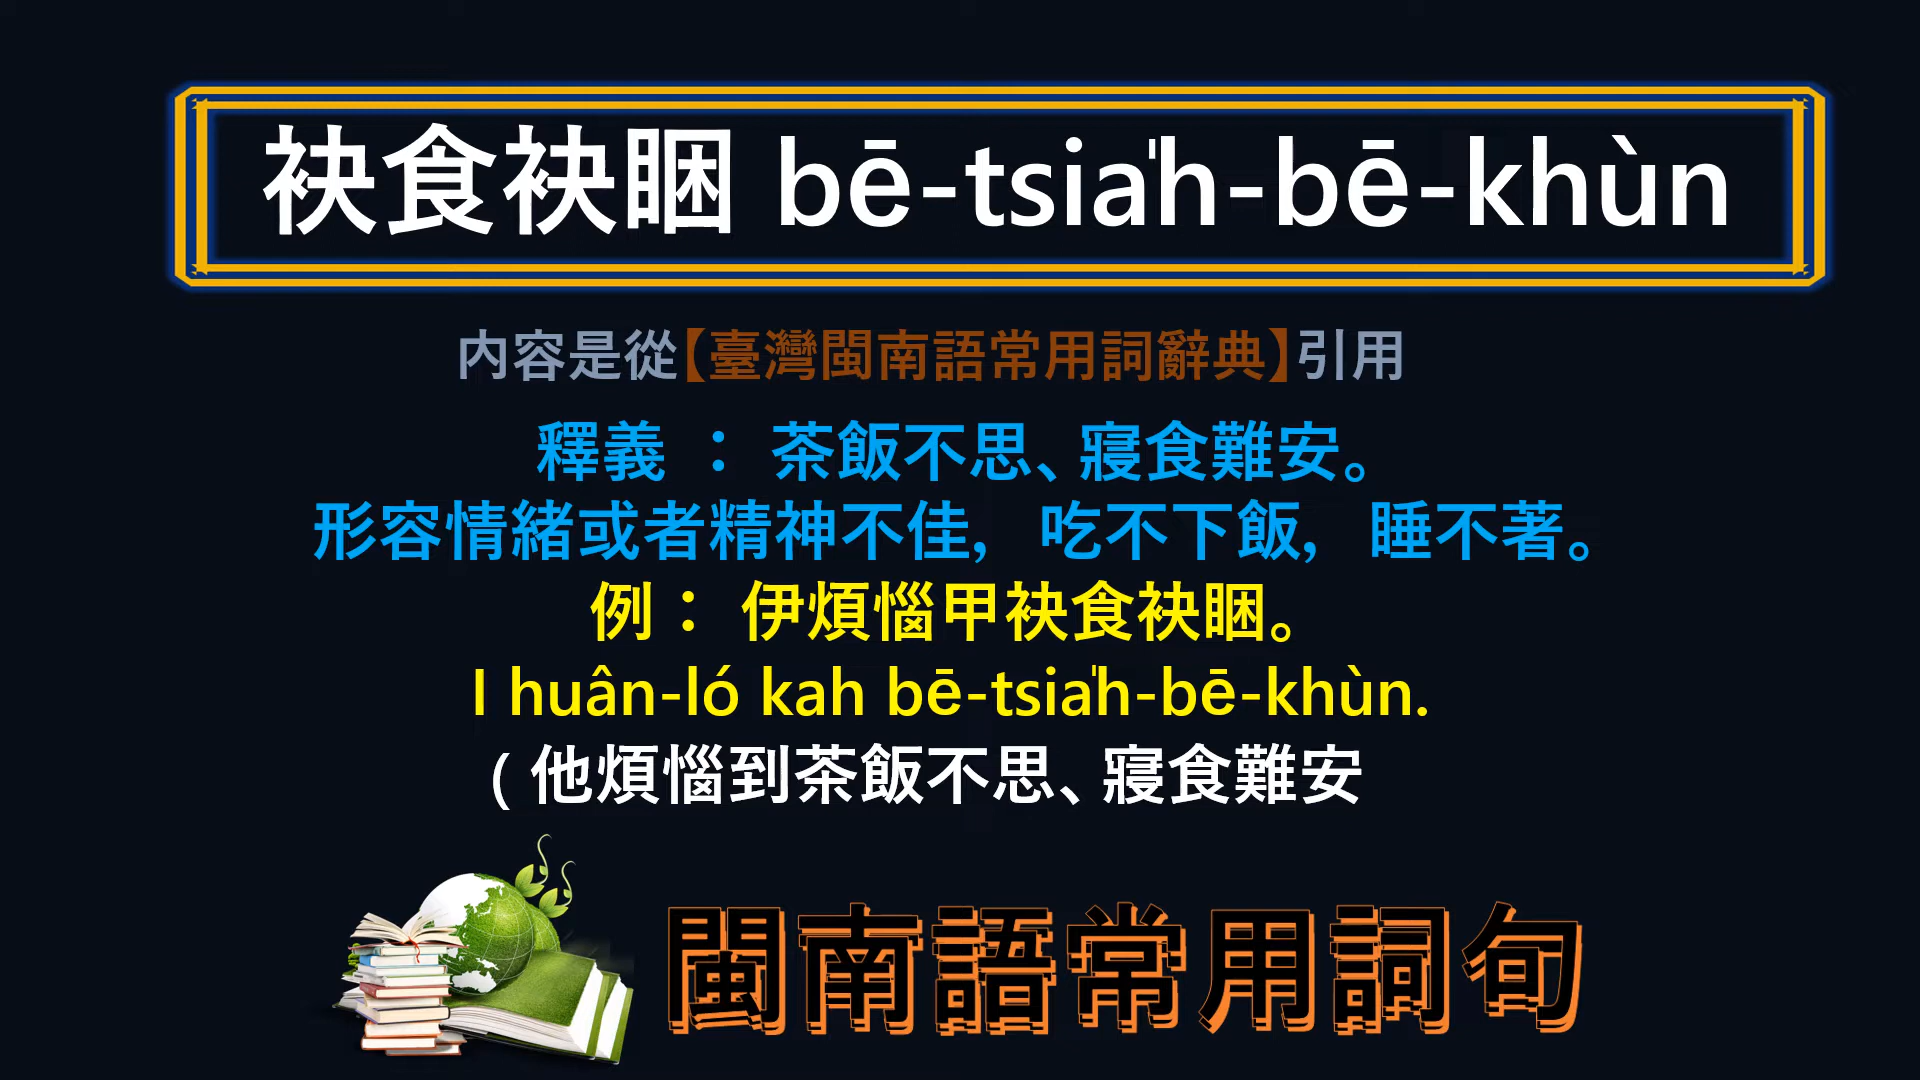 袂食袂睏 bē-tsia̍h-bē-khùn
內容是從【臺灣閩南語常用詞辭典】引用
釋義 ： 茶飯不思、寢食難安。
形容情緒或者精神不佳, 吃不下飯, 睡不著。
例： 伊煩惱甲袂食袂睏。
I huân-ló kah bē-tsia̍h-bē-khùn.
( 他煩惱到茶飯不思、寢食難安
閩南語常用詞句